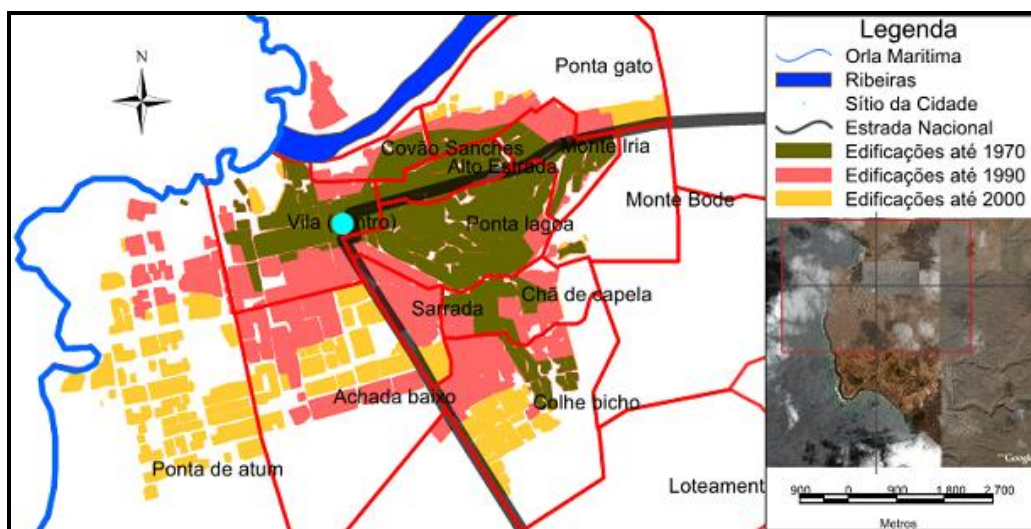 N
Ponta gato
Covão Sanches
Alto Estrada
Monte Iria
Monte Bode
Vila (
ntro)
Ponta lagoa
Sarrada
Chã de capela
Achada baixo
Colhe bicho
Ponta de atum
Loteament
Legenda
Orla Maritima
Ribeiras
Sítio da Cidade
Estrada Nacional
Edificações até 1970
Edificações até 1990
Edificações até 2000
Google
900 0 900 1.800 2.700
Metros